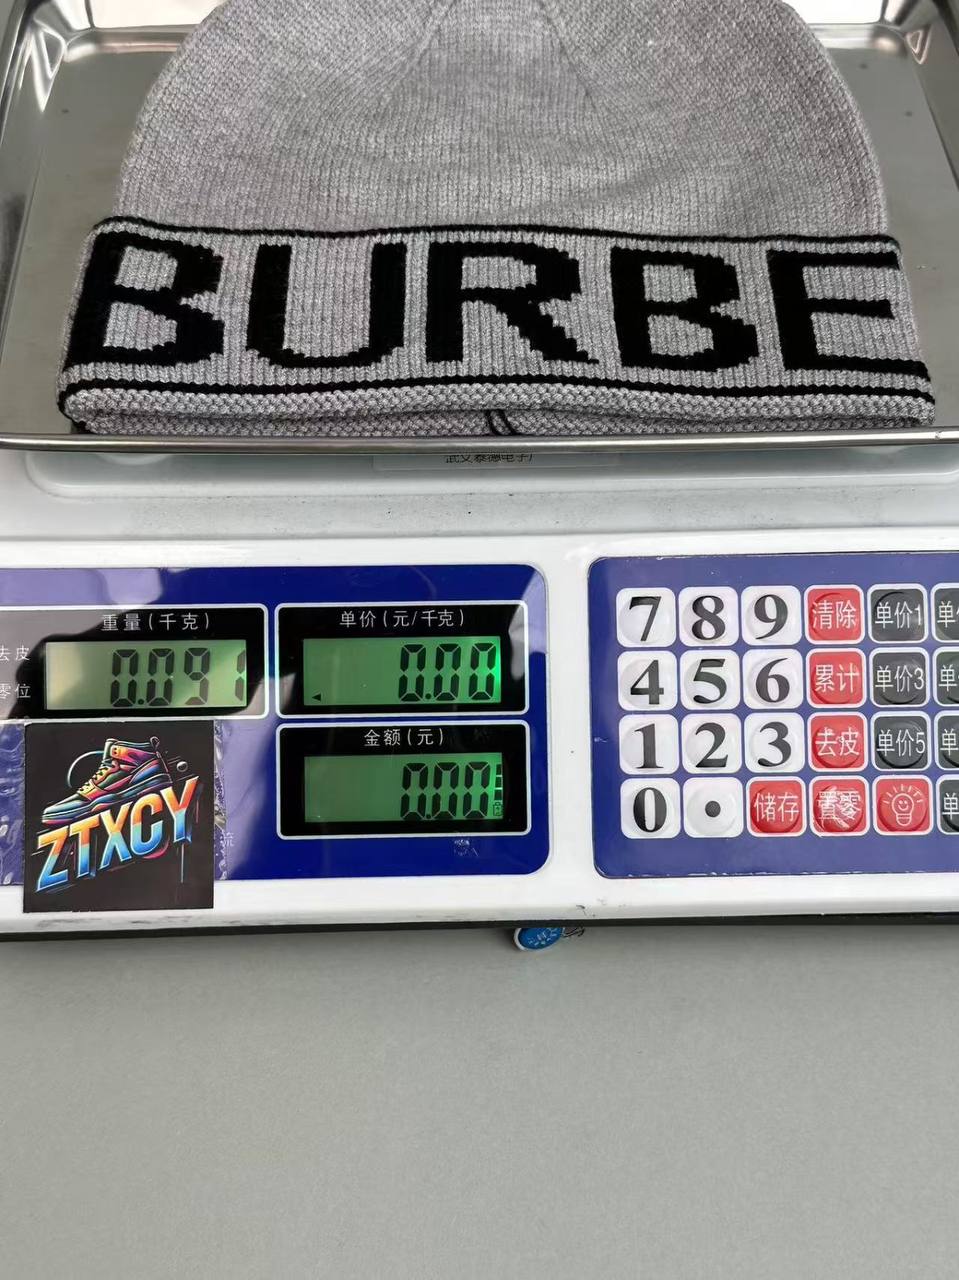 BURBE
武义泰德电子厂
重量(千克)
单价(元/千克)
去皮
零位
0.091
0.00
金额(元)
0.00
ZTXCY
7 8 9 清除 单价1
4 5 6 累计 单价3
1 2 3 去皮 单价5
0 . 储存 置零